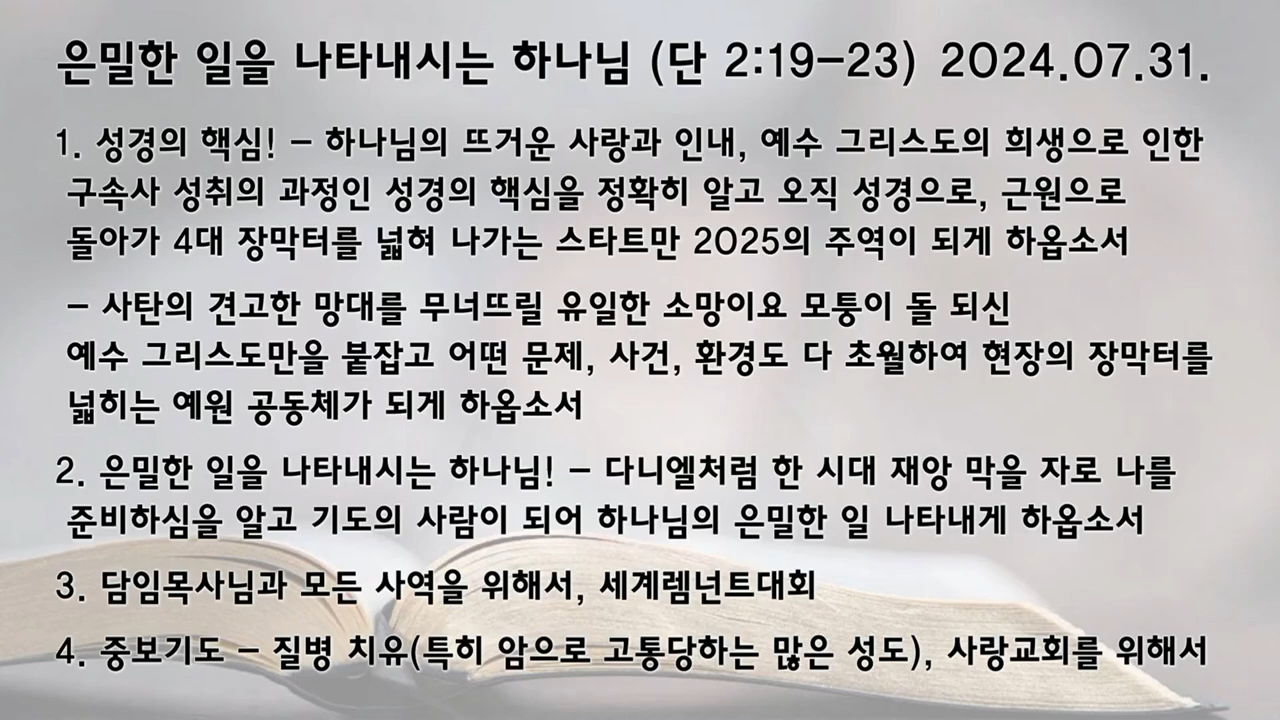 은밀한 일을 나타내시는 하나님 (단 2:19-23) 2024.07.31.
1. 성경의 핵심! - 하나님의 뜨거운 사랑과 인내, 예수 그리스도의 희생으로 인한
구속사 성취의 과정인 성경의 핵심을 정확히 알고 오직 성경으로, 근원으로
돌아가 4대 장막터를 넓혀 나가는 스타트만 2025의 주역이 되게 하옵소서
- 사탄의 견고한 망대를 무너뜨릴 유일한 소망이요 모퉁이 돌 되신
예수 그리스도만을 붙잡고 어떤 문제, 사건, 환경도 다 초월하여 현장의 장막터를
넓히는 예원 공동체가 되게 하옵소서
2. 은밀한 일을 나타내시는 하나님! - 다니엘처럼 한 시대 재앙 막을 자로 나를
준비하심을 알고 기도의 사람이 되어 하나님의 은밀한 일 나타내게 하옵소서
3. 담임목사님과 모든 사역을 위해서, 세계렘넌트대회
4. 중보기도 - 질병 치유(특히 암으로 고통당하는 많은 성도), 사랑교회를 위해서